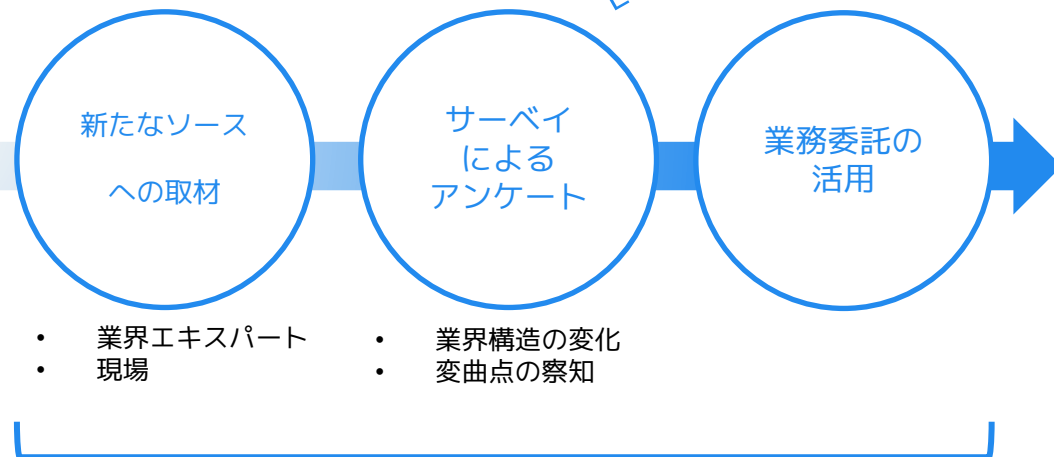 新たなソース
への取材
サーベイ
による
アンケート
業務委託の
活用
• 業界エキスパート
• 現場
• 業界構造の変化
• 変曲点の察知